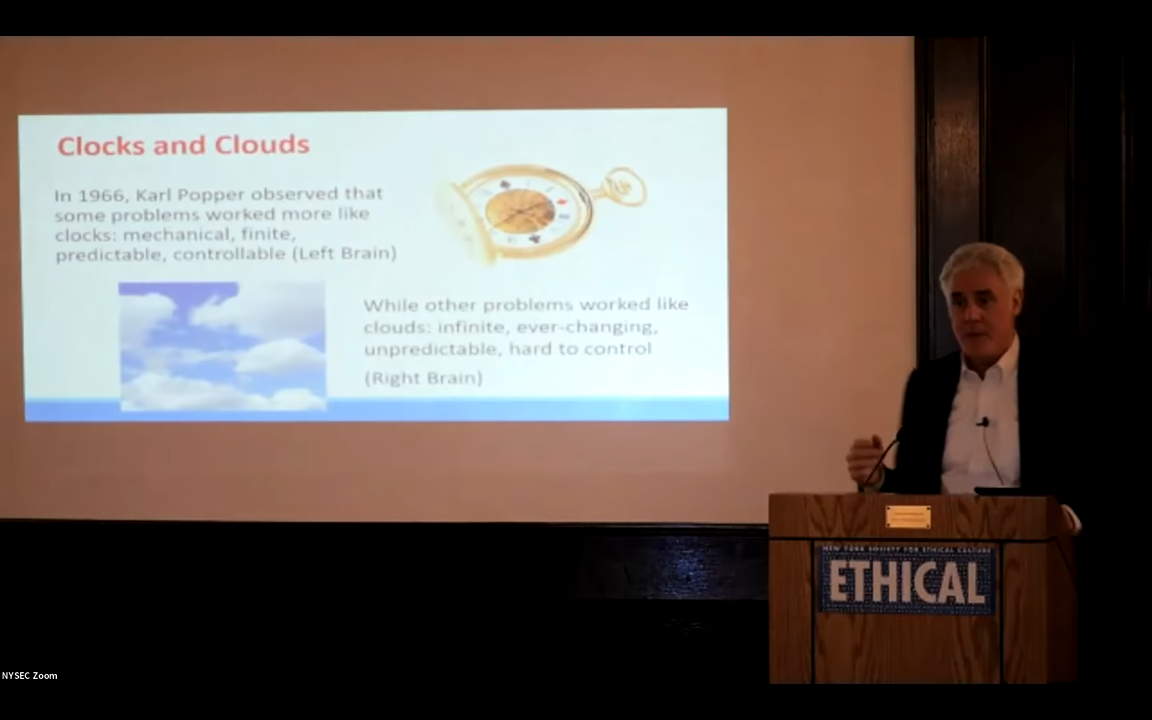 Clocks and Clouds
In 1966, Karl Popper observed that
some problems worked more like
clocks: mechanical, finite,
predictable, controllable (Left Brain)
While other problems worked like
clouds: infinite, ever-changing,
unpredictable, hard to control
(Right Brain)
NEW YORK SOCIETY FOR ETHICAL CULTURE
ETHICAL
NYSEC Zoom